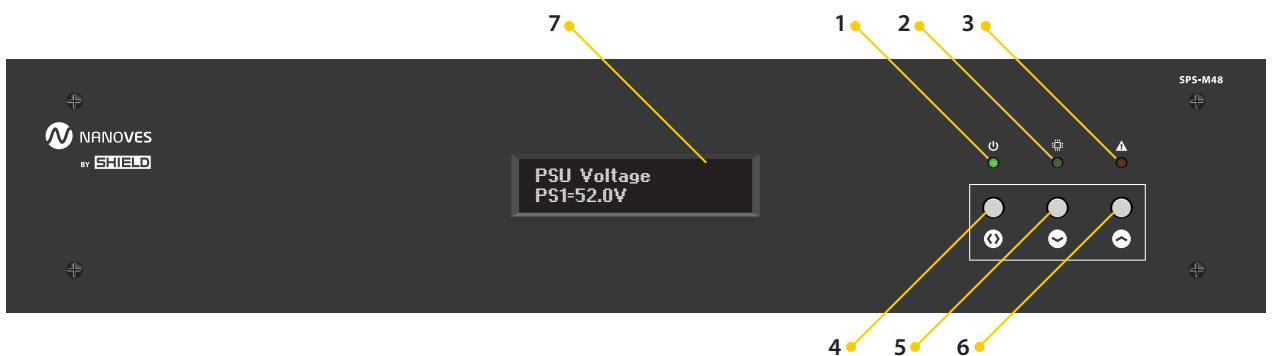 7
1
2
3
SPS-M48
NANOVES
BY SHIELD
PSU Voltage
PS1=52.0V
4
5
6